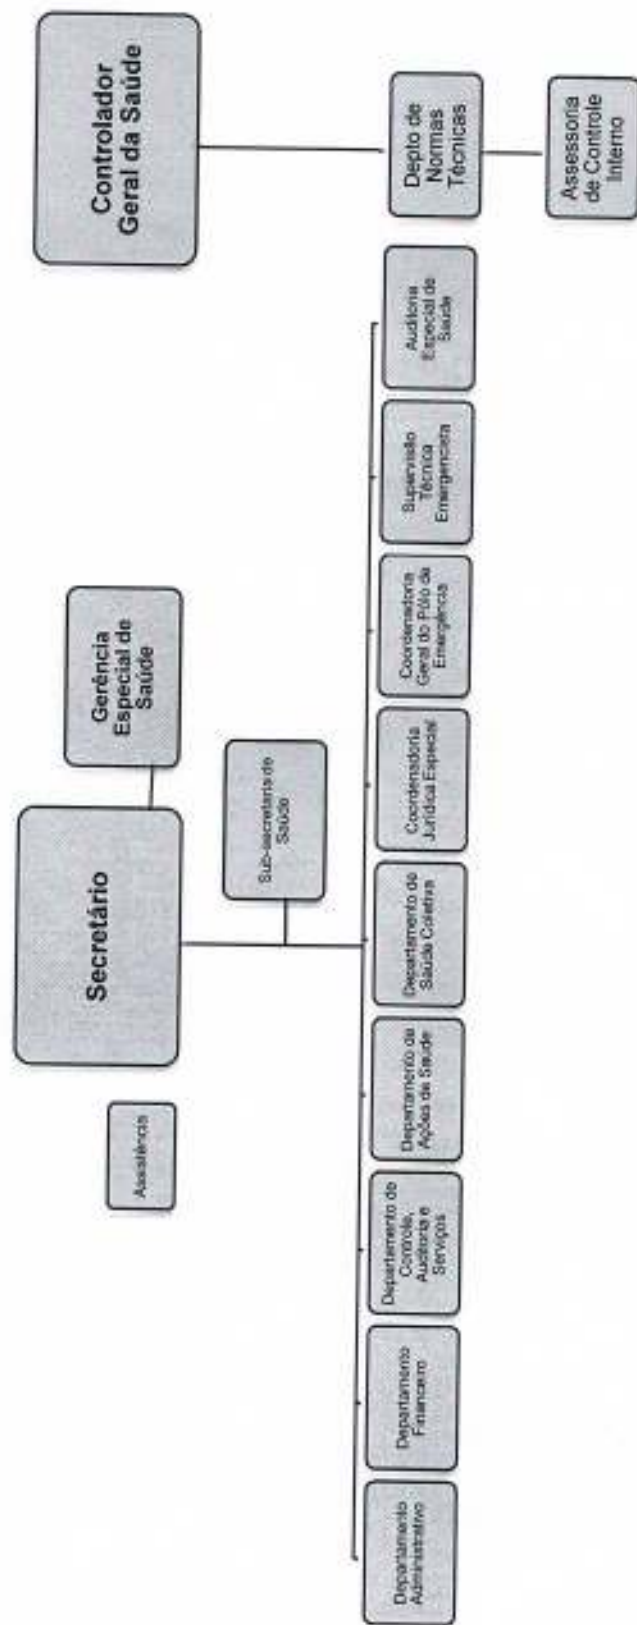 Controlador
Geral da Saúde
Gerência
Especial de
Saúde
Secretário
Assistência
Sub-secretaria de
Saúde
Departamento
Administrativo
Departamento
Financeiro
Departamento de
Controle,
Auditoria e
Serviços
Departamento de
Ações de Saúde
Departamento de
Saúde Coletiva
Coordenadoria
Jurídica Especial
Coordenadoria
Geral do Pólo de
Emergência
Supervisão
Técnica
Emergencista
Auditoria
Especial de
Saúde
Depto de
Normas
Técnicas
Assessoria
de Controle
Interno